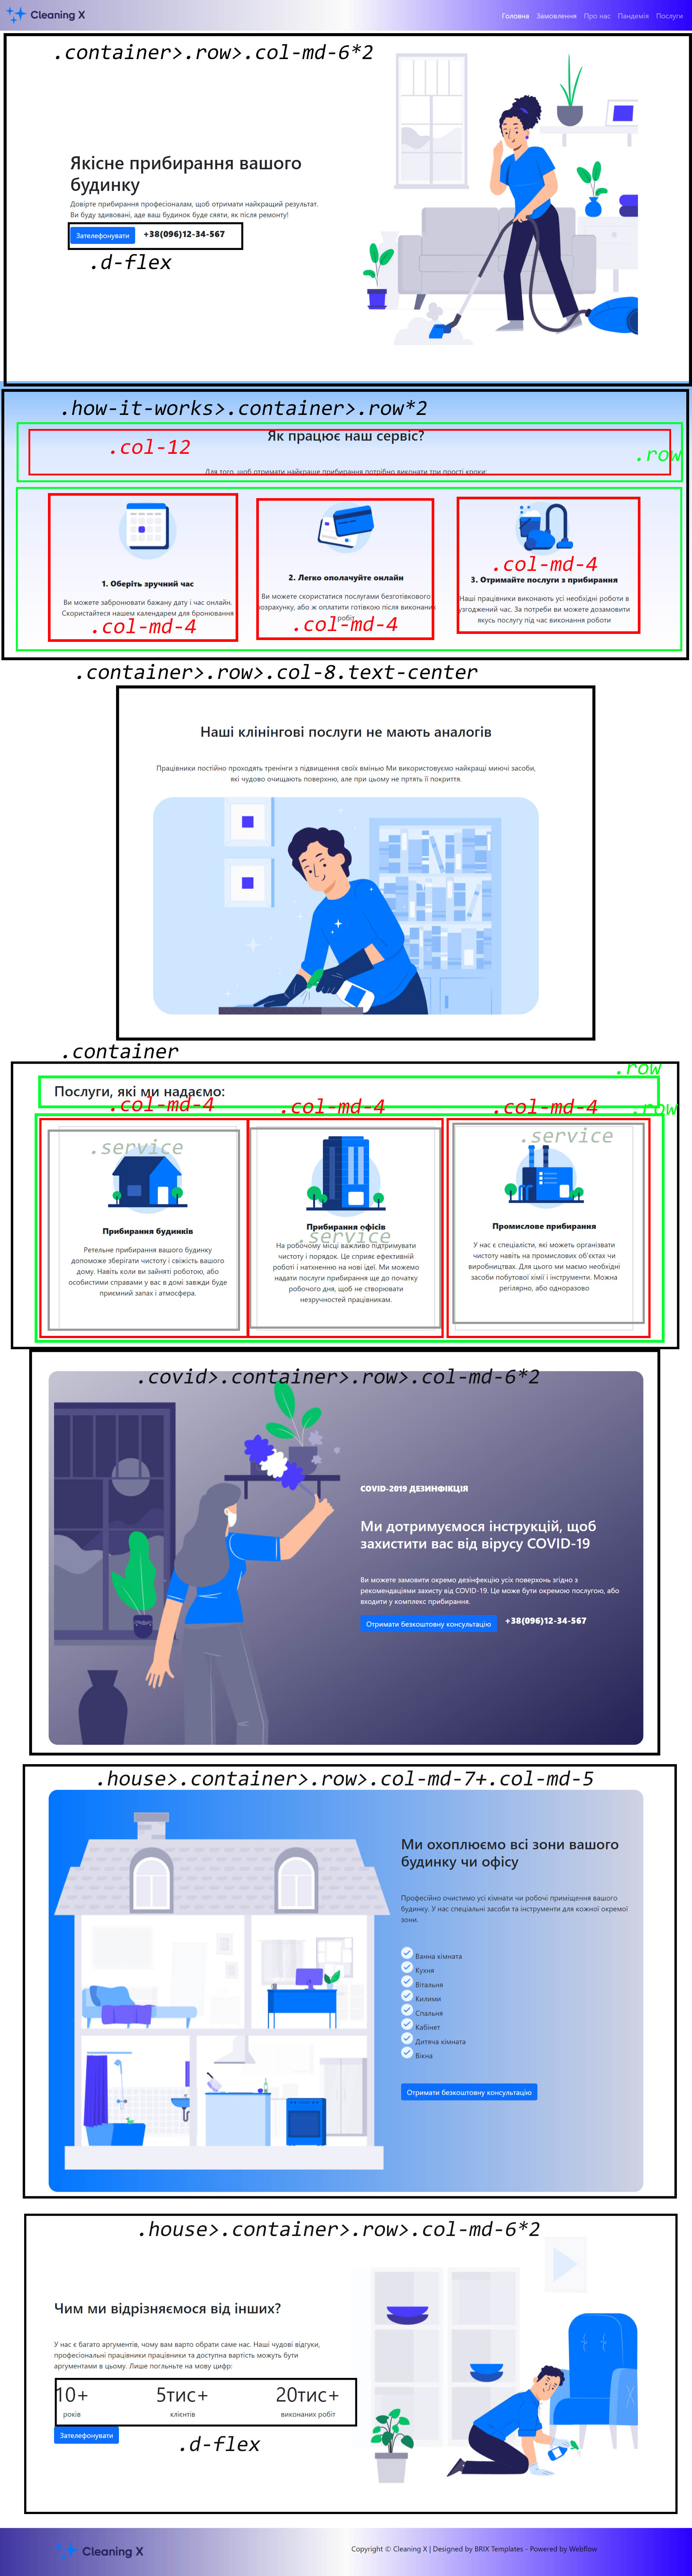 Cleaning X
Головна Замовлення Про нас Пандемія Послуги
.container>.row>.col-md-6*2
Якісне прибирання вашого
будинку
Довірте прибирання професіоналам, щоб отримати найкращий результат.
Ви буду здивовані, аде ваш будинок буде сяяти, як після ремонту!
Зателефонувати +38(096)12-34-567
.d-flex
.how-it-works>.container>.row*2
Як працює наш сервіс?
.col-12
.row
Для того, щоб отримати найкраще прибирання потрібно виконати три прості кроки:
1. Оберіть зручний час
Ви можете забронювати бажану дату і час онлайн.
Скористайтеся нашем календарем для бронювання
.col-md-4
2. Легко ополачуйте онлайн
Ви можете скористатися послугами безготівкового
розрахунку, або ж оплатити готівкою після виконання
робіт
.col-md-4
.col-md-4
3. Отримайте послуги з прибирання
Наші працівники виконають усі необхідні роботи в
узгоджений час. За потреби ви можете дозамовити
якусь послугу під час виконання роботи
.container>.row>.col-8.text-center
Наші клінінгові послуги не мають аналогів
Працівники постійно проходять тренінги з підвищення своїх вмінью Ми використовуємо найкращі миючі засоби,
які чудово очищають поверхню, але при цьому не пртять її покриття.
.container
.row
Послуги, які ми надаємо:
.col-md-4 .col-md-4 .col-md-4 .row
.service
Прибирання будинків
Ретельне прибирання вашого будинку
допоможе зберігати чистоту і свіжість вашого
дому. Навіть коли ви зайняті роботою, або
особистими справами у вас в домі завжди буде
приємний запах і атмосфера.
Прибирання офісів
.service
На робочому місці важливо підтримувати
чистоту і порядок. Це сприяє ефективній
роботі і натхненню на нові ідеї. Ми можемо
надати послуги прибирання ще до початку
робочого дня, щоб не створювати
незручностей працівникам.
.service
Промислове прибирання
У нас є спеціалісти, які можуть організвати
чистоту навіть на промислових об'єктах чи
виробництвах. Для цього ми маємо необхідні
засоби побутової хімії і інструменти. Можна
регілярно, або одноразово
.covid>.container>.row>.col-md-6*2
COVID-2019 ДЕЗИНФІКЦІЯ
Ми дотримуємося інструкцій, щоб
захистити вас від вірусу COVID-19
Ви можете замовити окремо дезінфекцію усіх поверхонь згідно з
рекомендаціями захисту від COVID-19. Це може бути окремою послугою, або
входити у комплекс прибирання.
Отримати безкоштовну консультацію +38(096)12-34-567
.house>.container>.row>.col-md-7+.col-md-5
Ми охоплюємо всі зони вашого
будинку чи офісу
Професійно очистимо усі кімнати чи робочі приміщення вашого
будинку. У нас спеціальні засоби та інструменти для кожної окремої
зони.
Ванна кімната
Кухня
Вітальня
Килими
Спальня
Кабінет
Дитяча кімната
Вікна
Отримати безкоштовну консультацію
.house>.container>.row>.col-md-6*2
Чим ми відрізняємося від інших?
У нас є багато аргументів, чому вам варто обрати саме нас. Наші чудові відгуки,
професіональні працівники працівники та доступна вартість можуть бути
аргументами в цьому. Лише поглньте на мову цифр:
10+ 5тис+ 20тис+
років клієнтів виконаних робіт
Зателефонувати
.d-flex
Cleaning X
Copyright © Cleaning X | Designed by BRIX Templates - Powered by Webflow